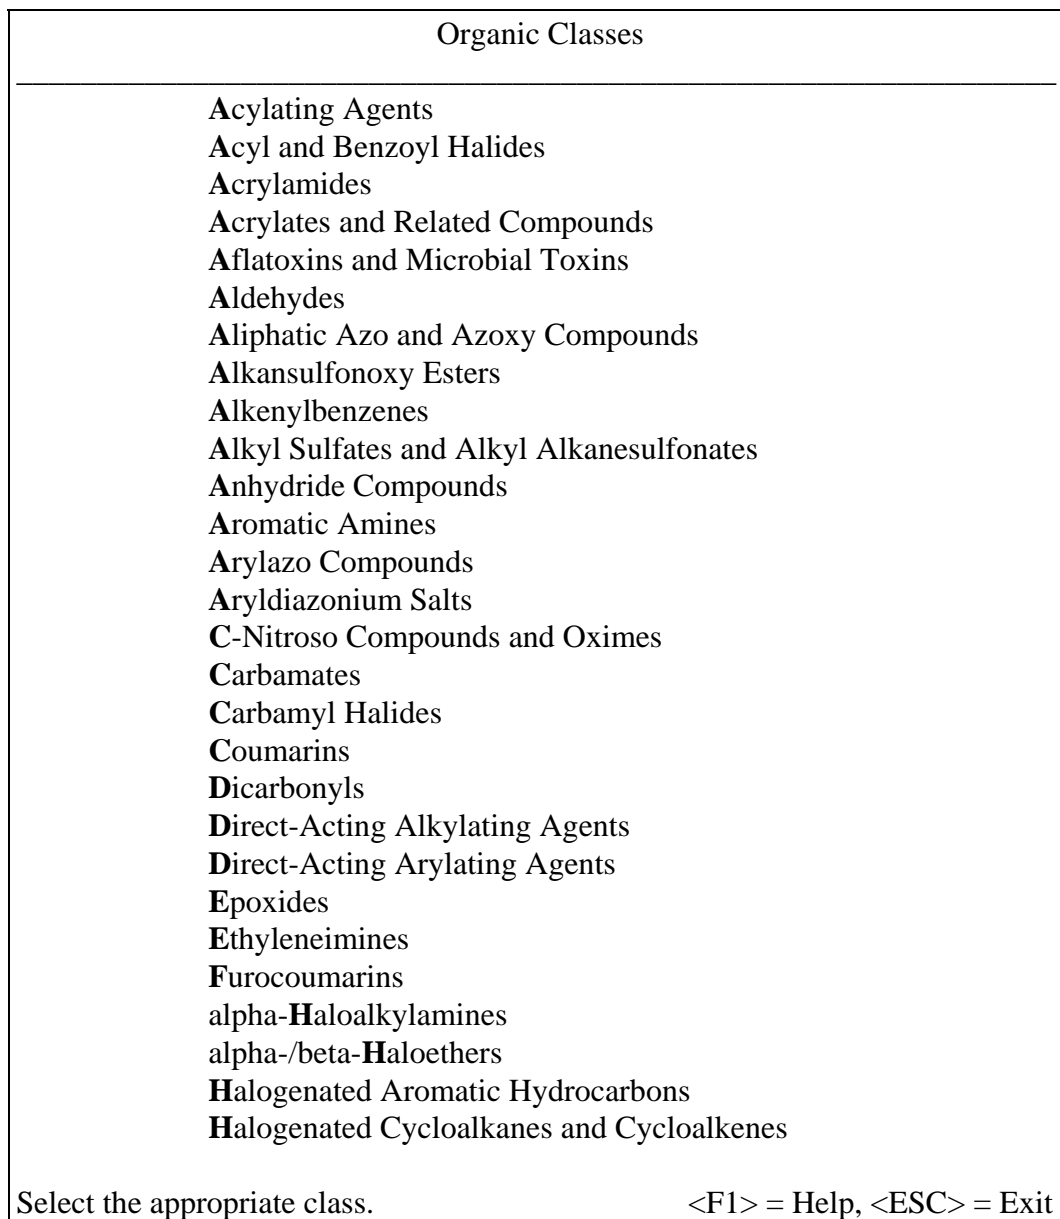 Organic Classes
Acylating Agents
Acyl and Benzoyl Halides
Acrylamides
Acrylates and Related Compounds
Aflatoxins and Microbial Toxins
Aldehydes
Aliphatic Azo and Azoxy Compounds
Alkansulfonoxy Esters
Alkenylbenzenes
Alkyl Sulfates and Alkyl Alkanesulfonates
Anhydride Compounds
Aromatic Amines
Arylazo Compounds
Aryldiazonium Salts
C-Nitroso Compounds and Oximes
Carbamates
Carbamyl Halides
Coumarins
Dicarbonyls
Direct-Acting Alkylating Agents
Direct-Acting Arylating Agents
Epoxides
Ethyleneimines
Furocoumarins
alpha-Haloalkylamines
alpha-/beta-Haloethers
Halogenated Aromatic Hydrocarbons
Halogenated Cycloalkanes and Cycloalkenes
Select the appropriate class. <F1> = Help, <ESC> = Exit